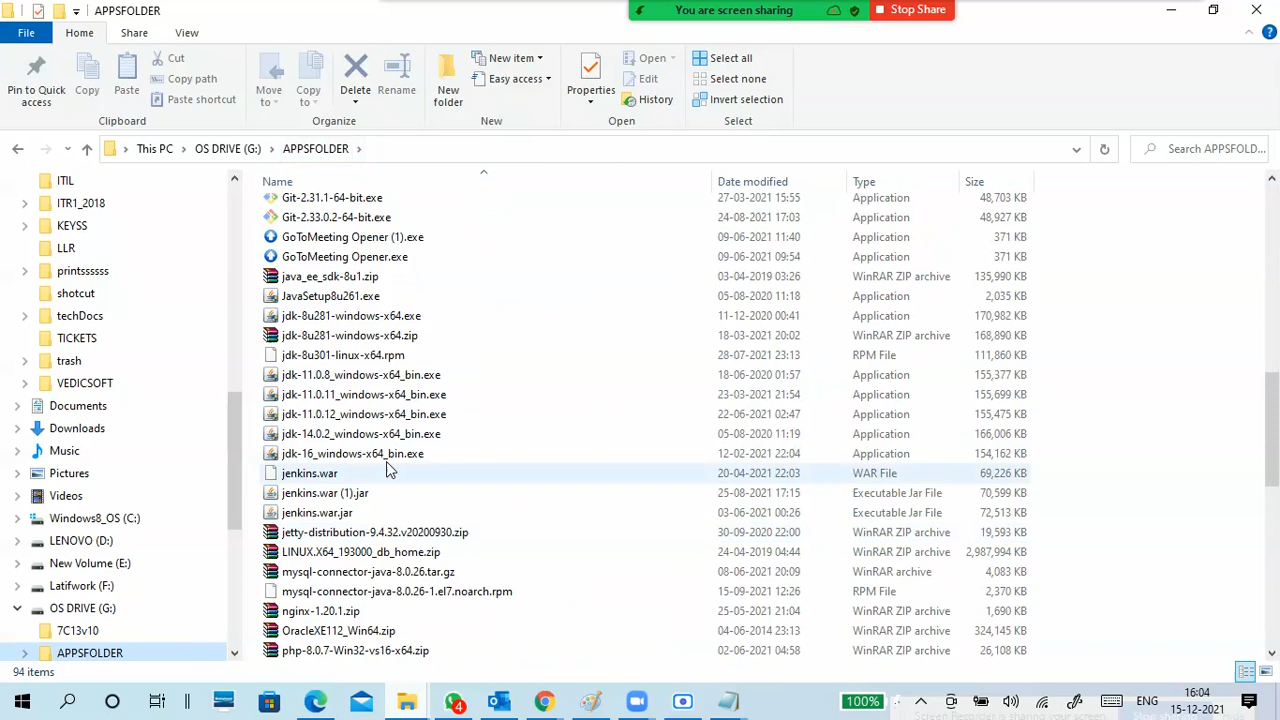 APPSFOLDER
You are screen sharing
Stop Share
File
Home
Share
View
Pin to Quick access
Copy
Paste
Cut
Copy path
Paste shortcut
Clipboard
Move to
Copy to
Delete
Rename
Organize
New folder
New item
Easy access
New
Properties
Open
Edit
History
Open
Select all
Select none
Invert selection
Select
This PC
OS DRIVE (G:)
APPSFOLDER
Search APPSFOLD...
ITIL
ITR1_2018
KEYSS
LLR
printsssss
shotcut
techDocs
TICKETS
trash
VEDICSOFT
Documents
Downloads
Music
Pictures
Videos
Windows8_OS (C:)
LENOVO (D:)
New Volume (E:)
Latifwork (F:)
OS DRIVE (G:)
7C13v10
APPSFOLDER
Name Date modified Type Size
Git-2.31.1-64-bit.exe 27-03-2021 15:55 Application 48,703 KB
Git-2.33.0.2-64-bit.exe 24-08-2021 17:03 Application 48,927 KB
GoToMeeting Opener (1).exe 09-06-2021 11:40 Application 371 KB
GoToMeeting Opener.exe 09-06-2021 09:54 Application 371 KB
java_ee_sdk-8u1.zip 03-04-2019 03:26 WinRAR ZIP archive 135,990 KB
JavaSetup8u261.exe 05-08-2020 11:18 Application 2,035 KB
jdk-8u281-windows-x64.exe 11-12-2020 00:41 Application 170,982 KB
jdk-8u281-windows-x64.zip 18-03-2021 20:02 WinRAR ZIP archive 168,890 KB
jdk-8u301-linux-x64.rpm 28-07-2021 23:13 RPM File 111,860 KB
jdk-11.0.8_windows-x64_bin.exe 18-06-2020 01:57 Application 155,377 KB
jdk-11.0.11_windows-x64_bin.exe 23-03-2021 21:54 Application 155,699 KB
jdk-11.0.12_windows-x64_bin.exe 22-06-2021 02:47 Application 155,475 KB
jdk-14.0.2_windows-x64_bin.exe 05-08-2020 11:19 Application 166,006 KB
jdk-16_windows-x64_bin.exe 12-02-2021 22:04 Application 154,162 KB
jenkins.war 20-04-2021 22:03 WAR File 69,226 KB
jenkins.war (1).jar 25-08-2021 17:15 Executable Jar File 70,599 KB
jenkins.war.jar 03-06-2021 00:26 Executable Jar File 72,513 KB
jetty-distribution-9.4.32.v20200930.zip 30-09-2020 22:00 WinRAR ZIP archive 19,593 KB
LINUX.X64_193000_db_home.zip 24-04-2019 04:44 WinRAR ZIP archive 2,987,994 KB
mysql-connector-java-8.0.26.tar.gz 08-06-2021 20:09 WinRAR archive 4,083 KB
mysql-connector-java-8.0.26-1.el7.noarch.rpm 15-09-2021 12:26 RPM File 2,370 KB
nginx-1.20.1.zip 25-05-2021 21:04 WinRAR ZIP archive 1,690 KB
OracleXE112_Win64.zip 04-06-2014 23:13 WinRAR ZIP archive 324,145 KB
php-8.0.7-Win32-vs16-x64.zip 02-06-2021 04:58 WinRAR ZIP archive 26,108 KB
94 items
4
100%
ENG
16:04
15-12-2021